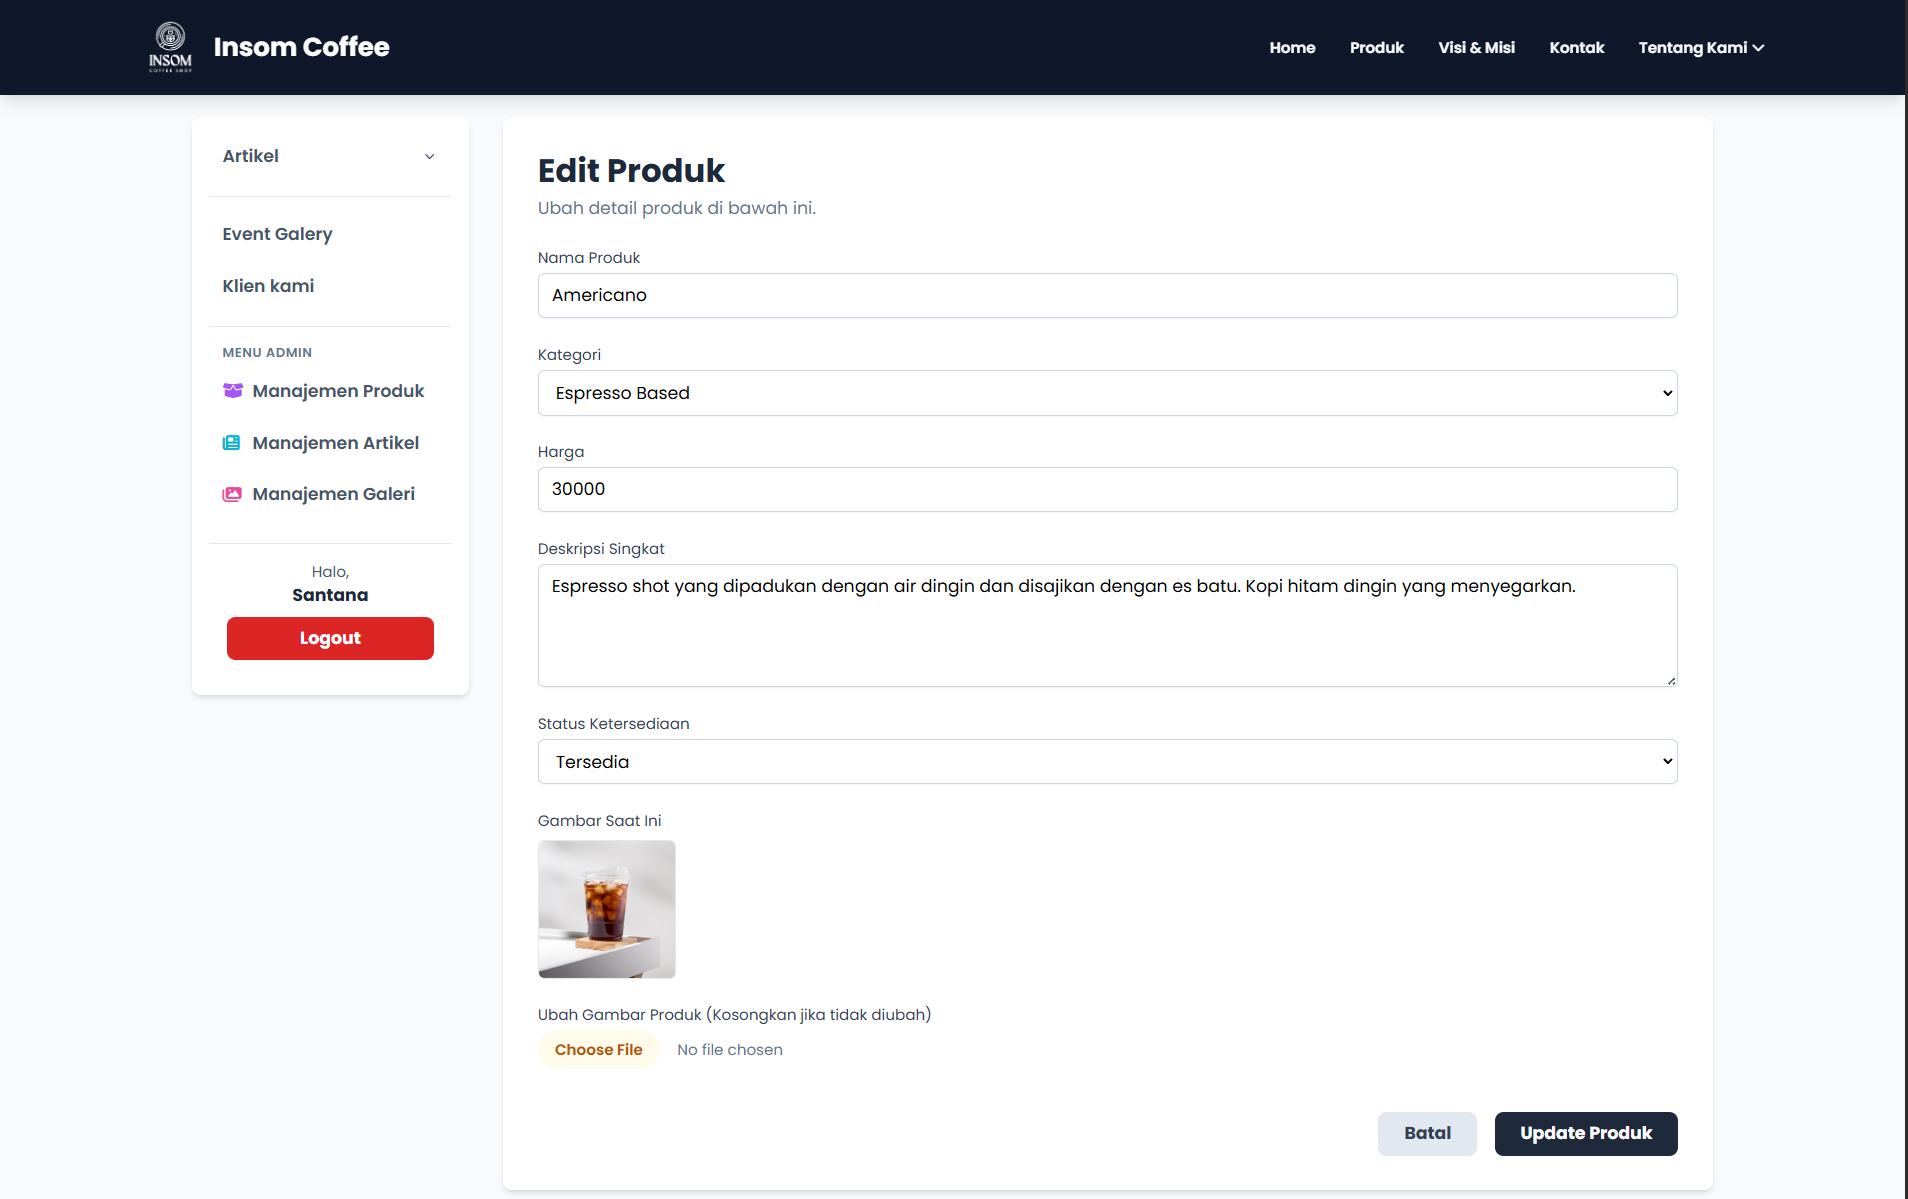 INSOM
COFFEE SHOP
Insom Coffee
Home
Produk
Visi & Misi
Kontak
Tentang Kami
Artikel
Event Galery
Klien kami
MENU ADMIN
Manajemen Produk
Manajemen Artikel
Manajemen Galeri
Halo,
Santana
Logout
Edit Produk
Ubah detail produk di bawah ini.
Nama Produk
Americano
Kategori
Espresso Based
Harga
30000
Deskripsi Singkat
Espresso shot yang dipadukan dengan air dingin dan disajikan dengan es batu. Kopi hitam dingin yang menyegarkan.
Status Ketersediaan
Tersedia
Gambar Saat Ini
Ubah Gambar Produk (Kosongkan jika tidak diubah)
Choose File
No file chosen
Batal
Update Produk